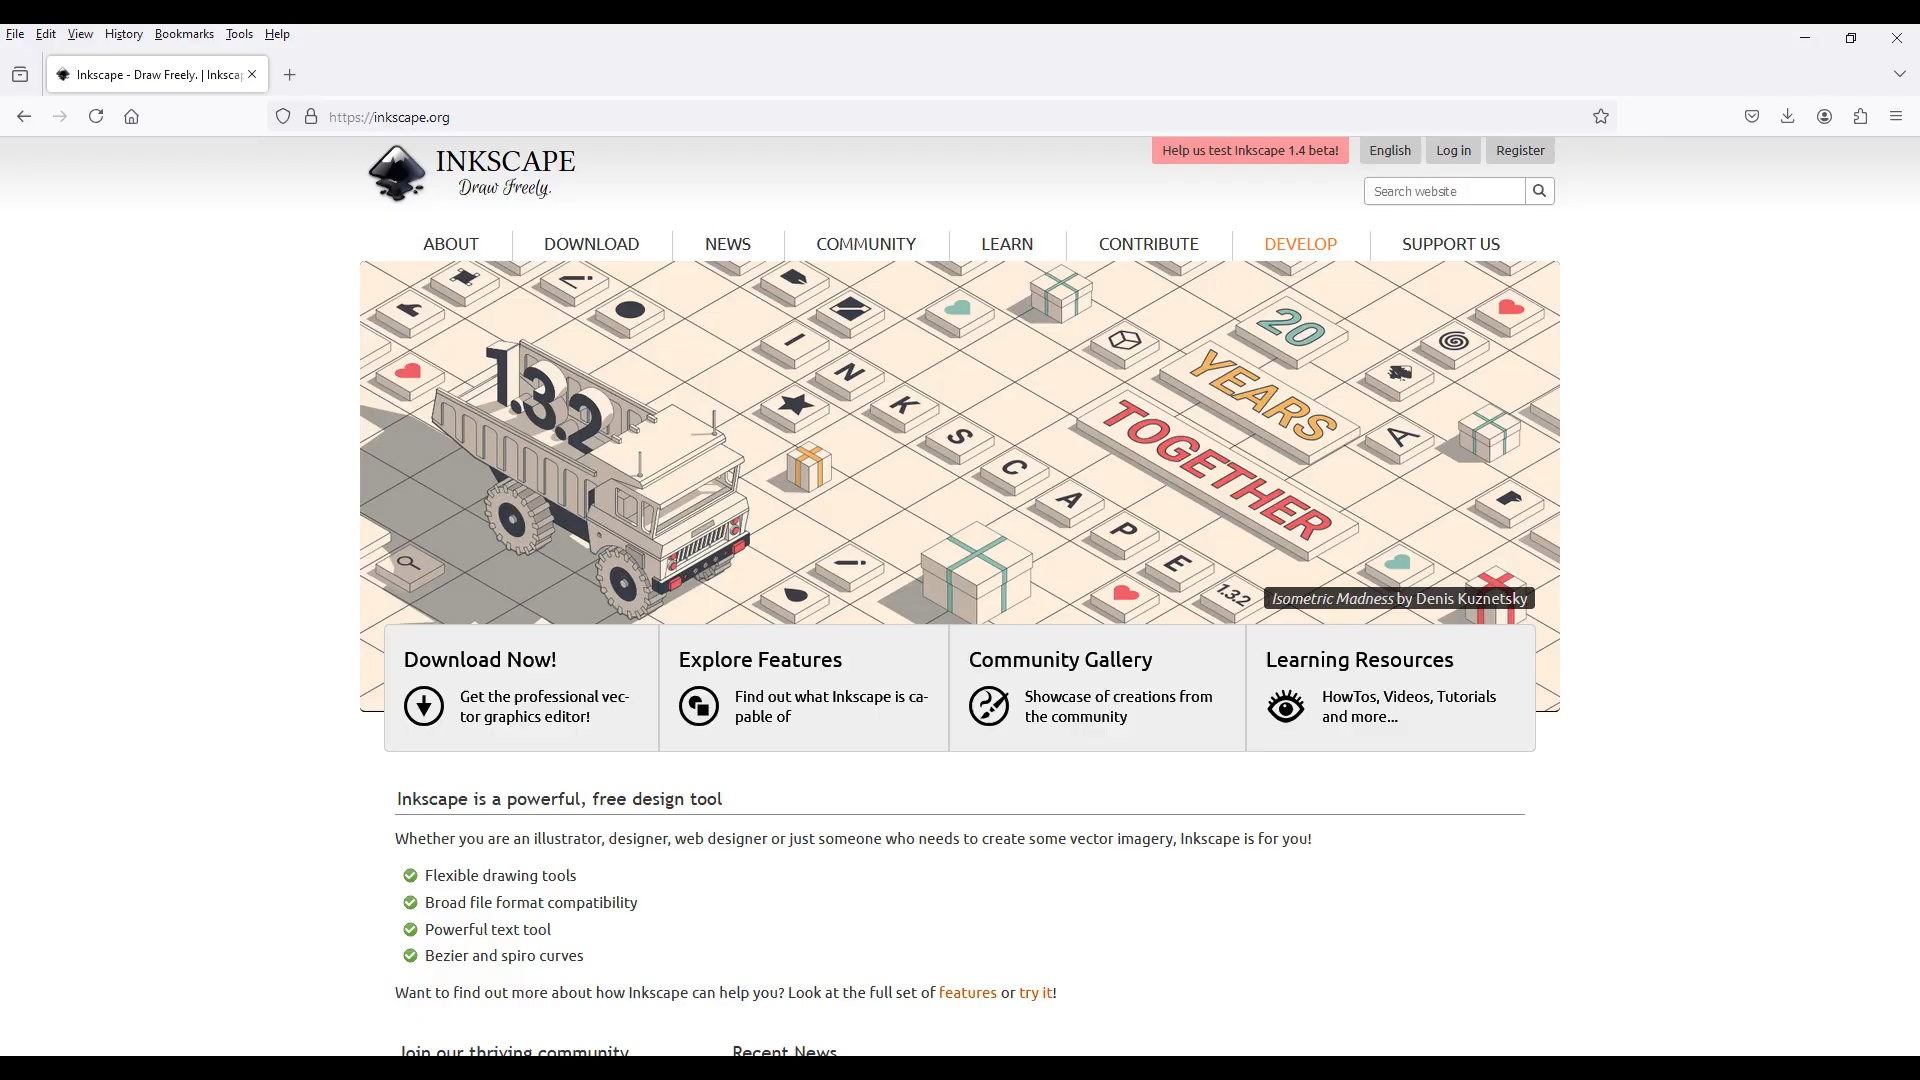 File Edit View History Bookmarks Tools Help
Inkscape - Draw Freely. | Inksca
https://inkscape.org
Help us test Inkscape 1.4 beta! English Log in Register
INKSCAPE
Draw Freely.
Search website
ABOUT DOWNLOAD NEWS COMMUNITY LEARN CONTRIBUTE DEVELOP SUPPORT US
1.3.2
INKSCAPE
1.3.2
20
YEARS
TOGETHER
A
Isometric Madness by Denis Kuznetsky
Download Now!
Get the professional vec-
tor graphics editor!
Explore Features
Find out what Inkscape is ca-
pable of
Community Gallery
Showcase of creations from
the community
Learning Resources
HowTos, Videos, Tutorials
and more...
Inkscape is a powerful, free design tool
Whether you are an illustrator, designer, web designer or just someone who needs to create some vector imagery, Inkscape is for you!
Flexible drawing tools
Broad file format compatibility
Powerful text tool
Bezier and spiro curves
Want to find out more about how Inkscape can help you? Look at the full set of features or try it!
Join our thriving community Recent News